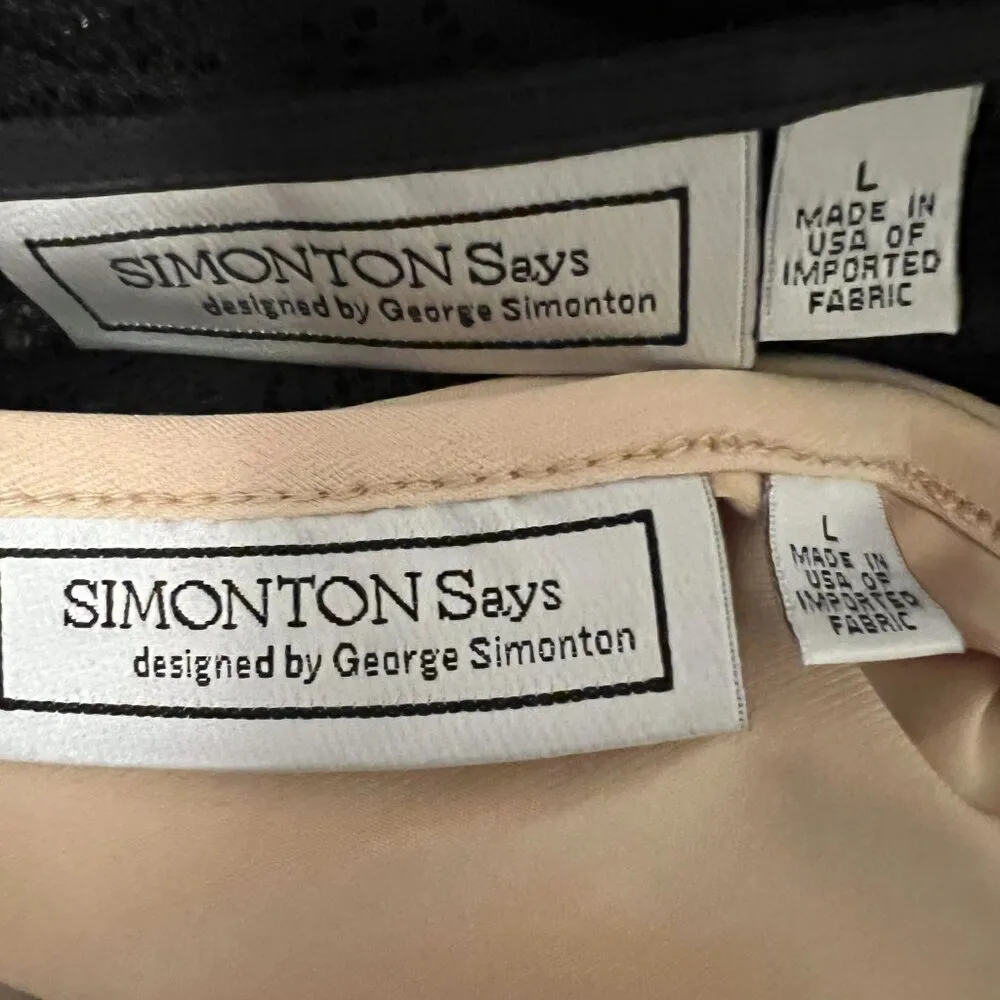 SIMONTON Says
designed by George Simonton
L
MADE IN
USA OF
IMPORTED
FABRIC
SIMONTON Says
designed by George Simonton
L
MADE IN
USA OF
IMPORTED
FABRIC